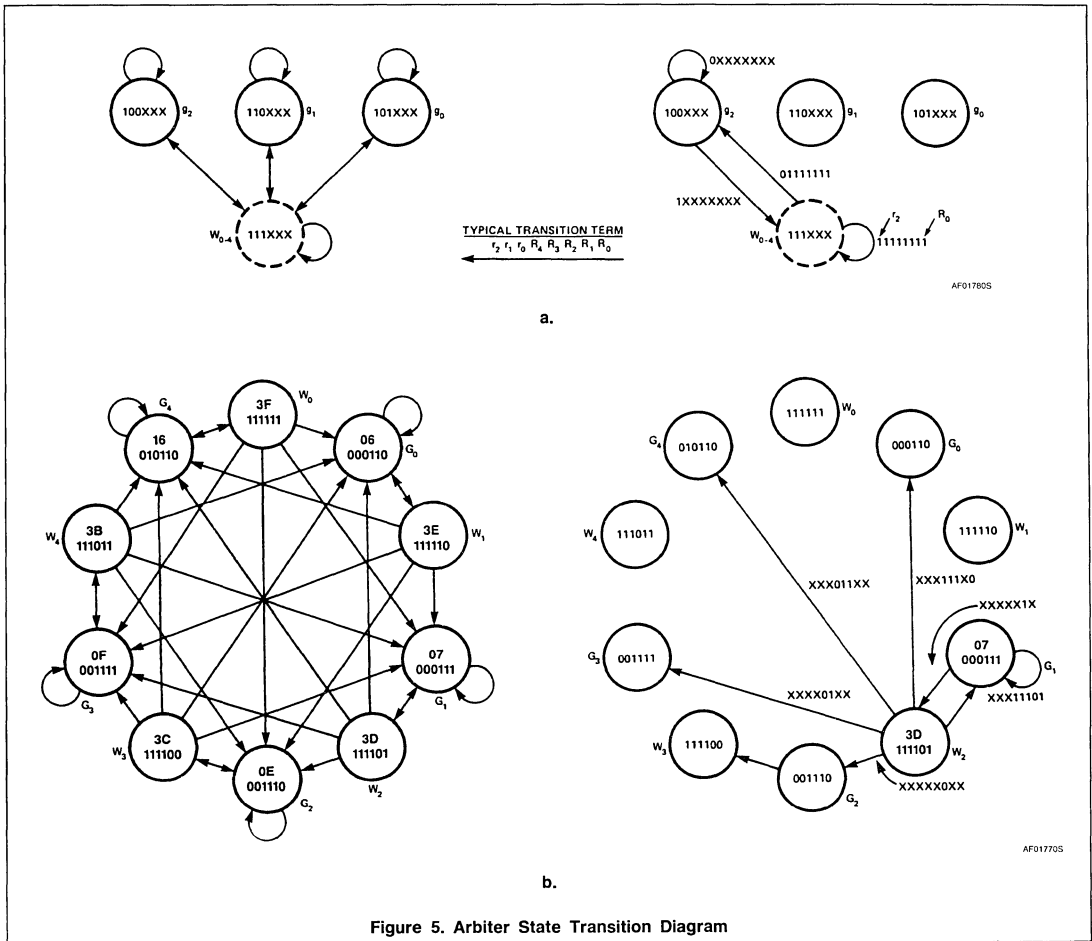 0XXXXXXX
100XXX g2
110XXX g1
101XXX g0
W0-4 111XXX
TYPICAL TRANSITION TERM
r2 r1 r0 R4 R3 R2 R1 R0
100XXX g2
110XXX g1
101XXX g0
01111111
1XXXXXXX
W0-4 111XXX
r2 R0
11111111
AF01780S
a.
G4
16
010110
3F
111111
W0
06
000110
G0
W4
3B
111011
3E
111110
W1
0F
001111
G3
07
000111
G1
W3
3C
111100
0E
001110
G2
3D
111101
W2
111111 W0
G4 010110
000110 G0
W4 111011
111110 W1
XXX011XX
XXX111X0
XXXXX1X
G3 001111
07
000111
G1
XXX11101
XXXX01XX
W3 111100
001110
G2
3D
111101
W2
XXXXX0XX
AF01770S
b.
Figure 5. Arbiter State Transition Diagram